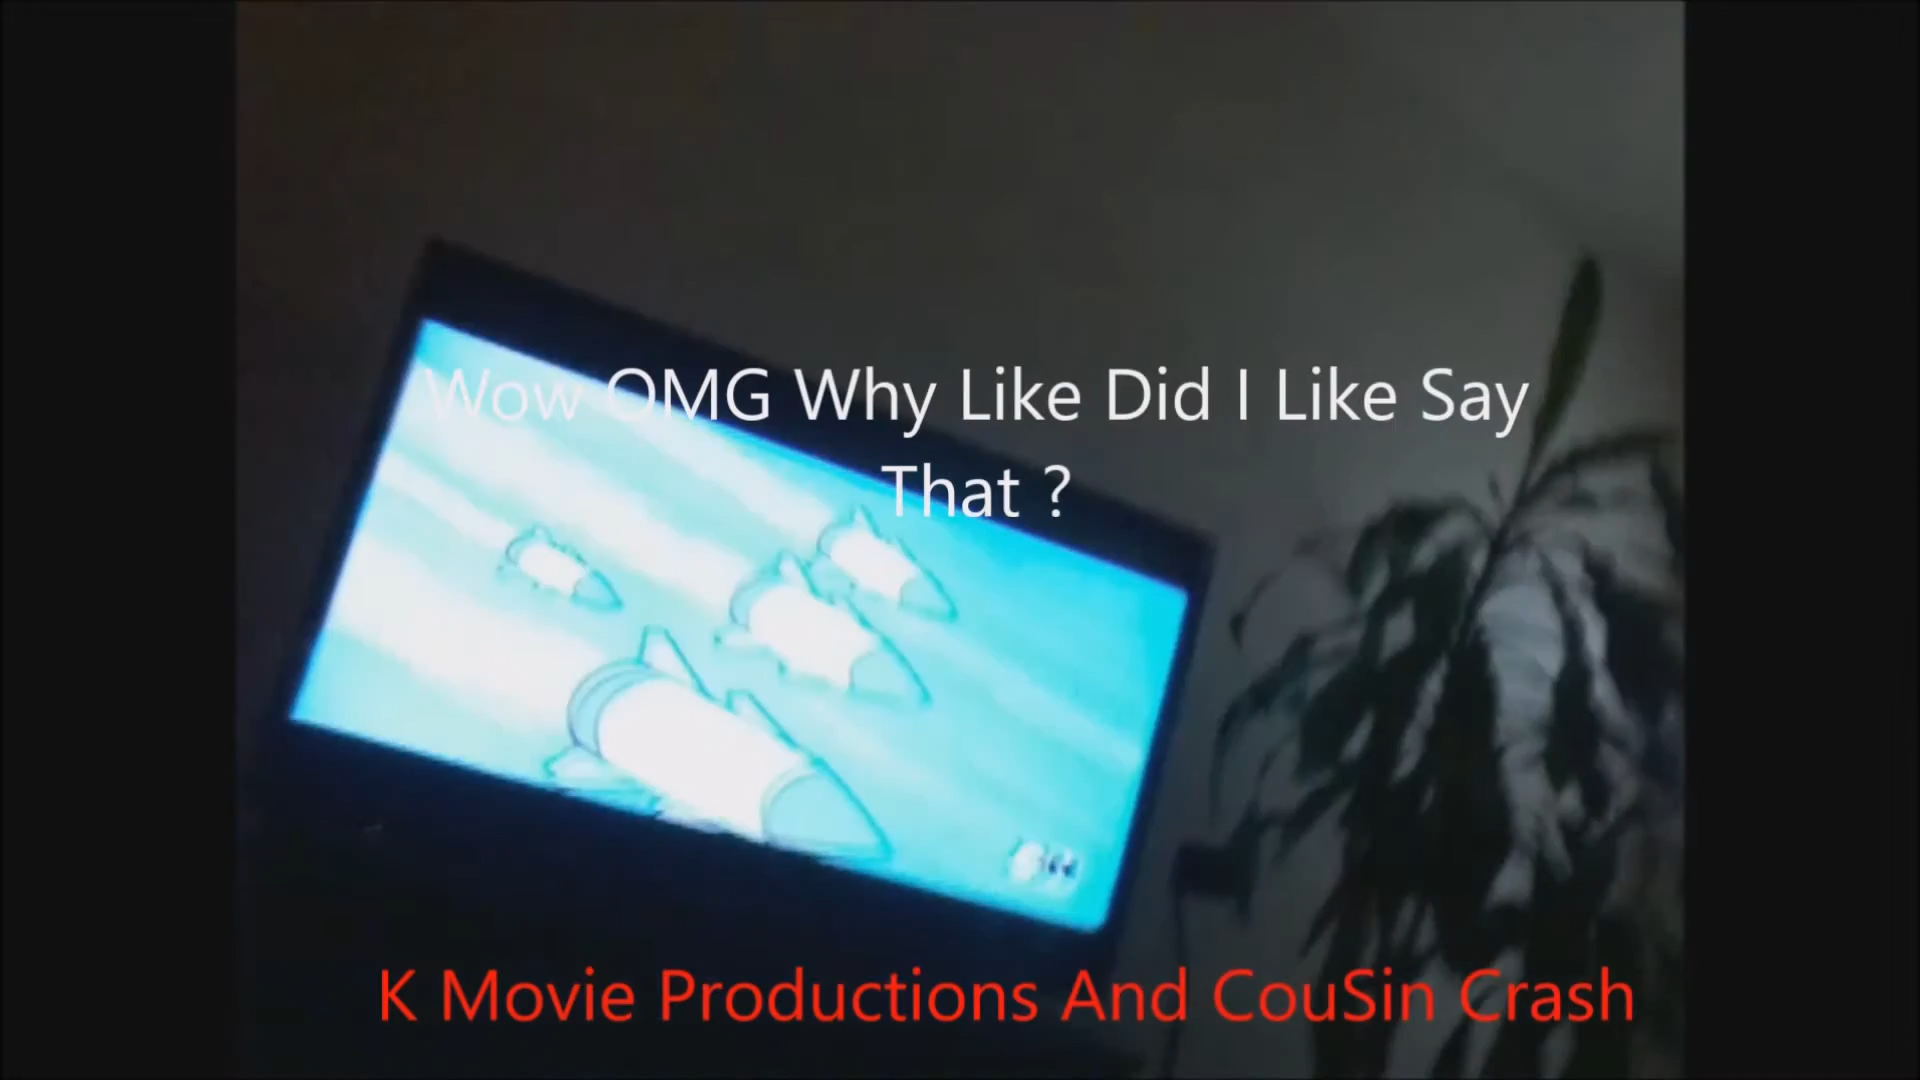 Wow OMG Why Like Did I Like Say
That ?
K Movie Productions And CouSin Crash